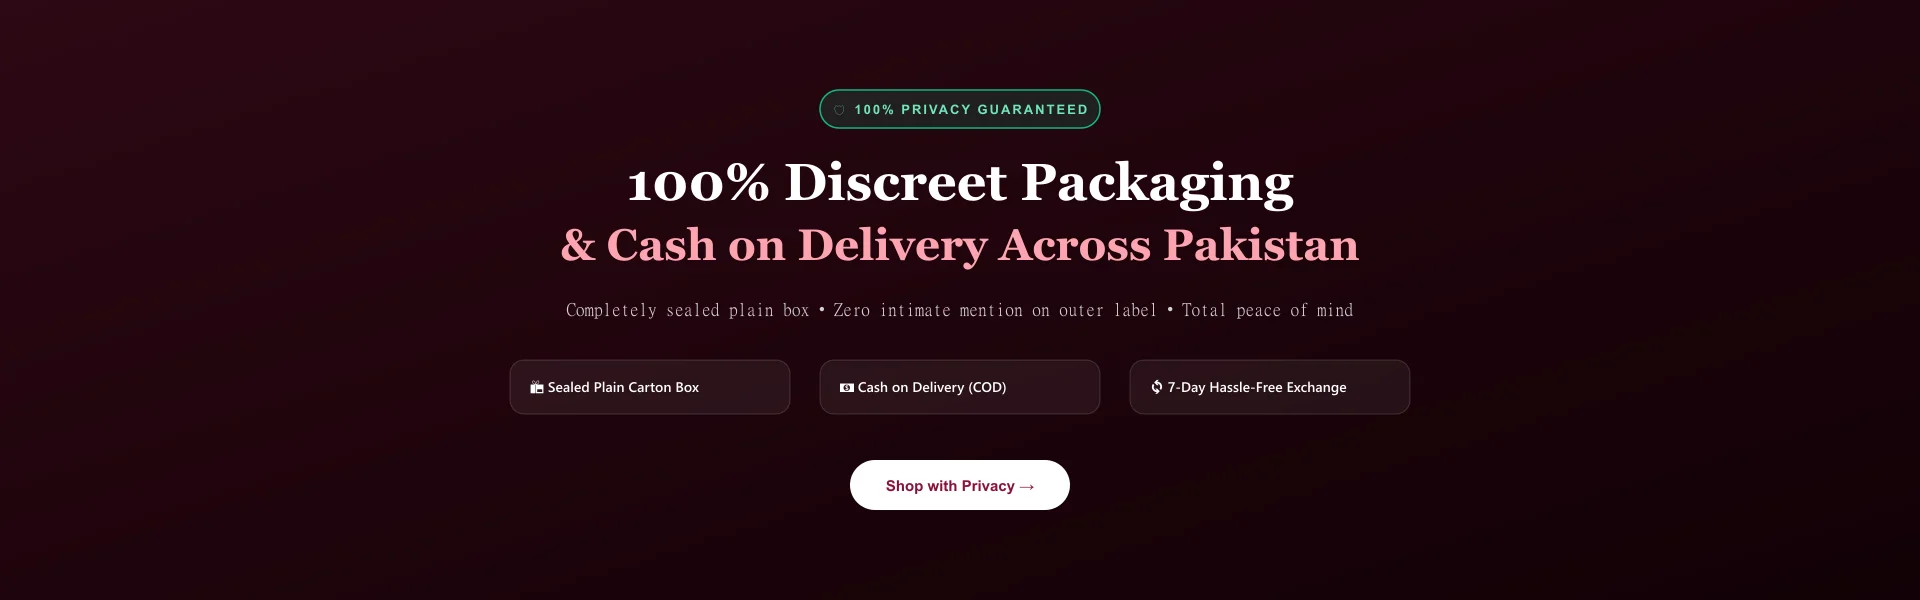 100% PRIVACY GUARANTEED
100% Discreet Packaging
& Cash on Delivery Across Pakistan
Completely sealed plain box • Zero intimate mention on outer label • Total peace of mind
Sealed Plain Carton Box
Cash on Delivery (COD)
7-Day Hassle-Free Exchange
Shop with Privacy →